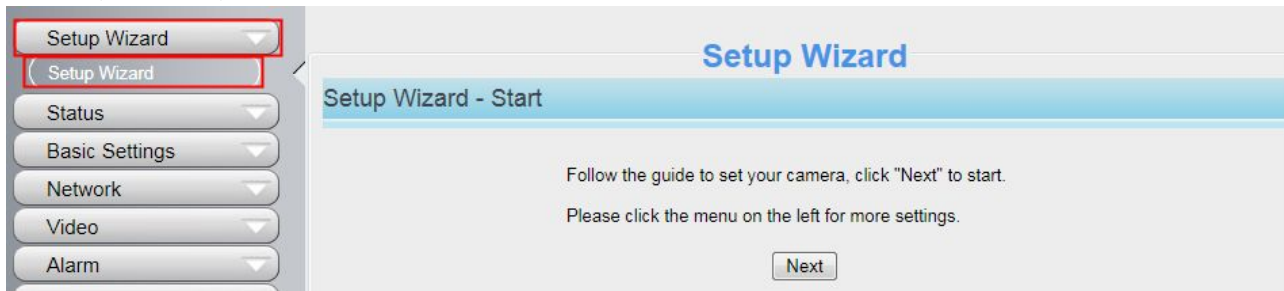 Setup Wizard
Setup Wizard
Status
Basic Settings
Network
Video
Alarm
Setup Wizard
Setup Wizard - Start
Follow the guide to set your camera, click "Next" to start.
Please click the menu on the left for more settings.
Next